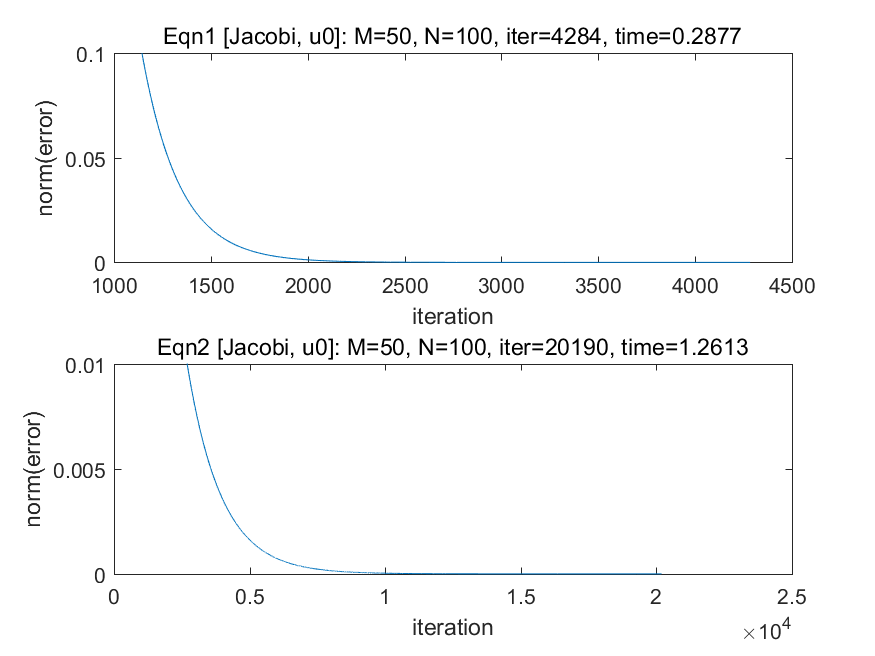 Eqn1 [Jacobi, u0]: M=50, N=100, iter=4284, time=0.2877
0.1
0.05
0
norm(error)
1000 1500 2000 2500 3000 3500 4000 4500
iteration
Eqn2 [Jacobi, u0]: M=50, N=100, iter=20190, time=1.2613
0.01
0.005
0
norm(error)
0 0.5 1 1.5 2 2.5
iteration
×10⁴